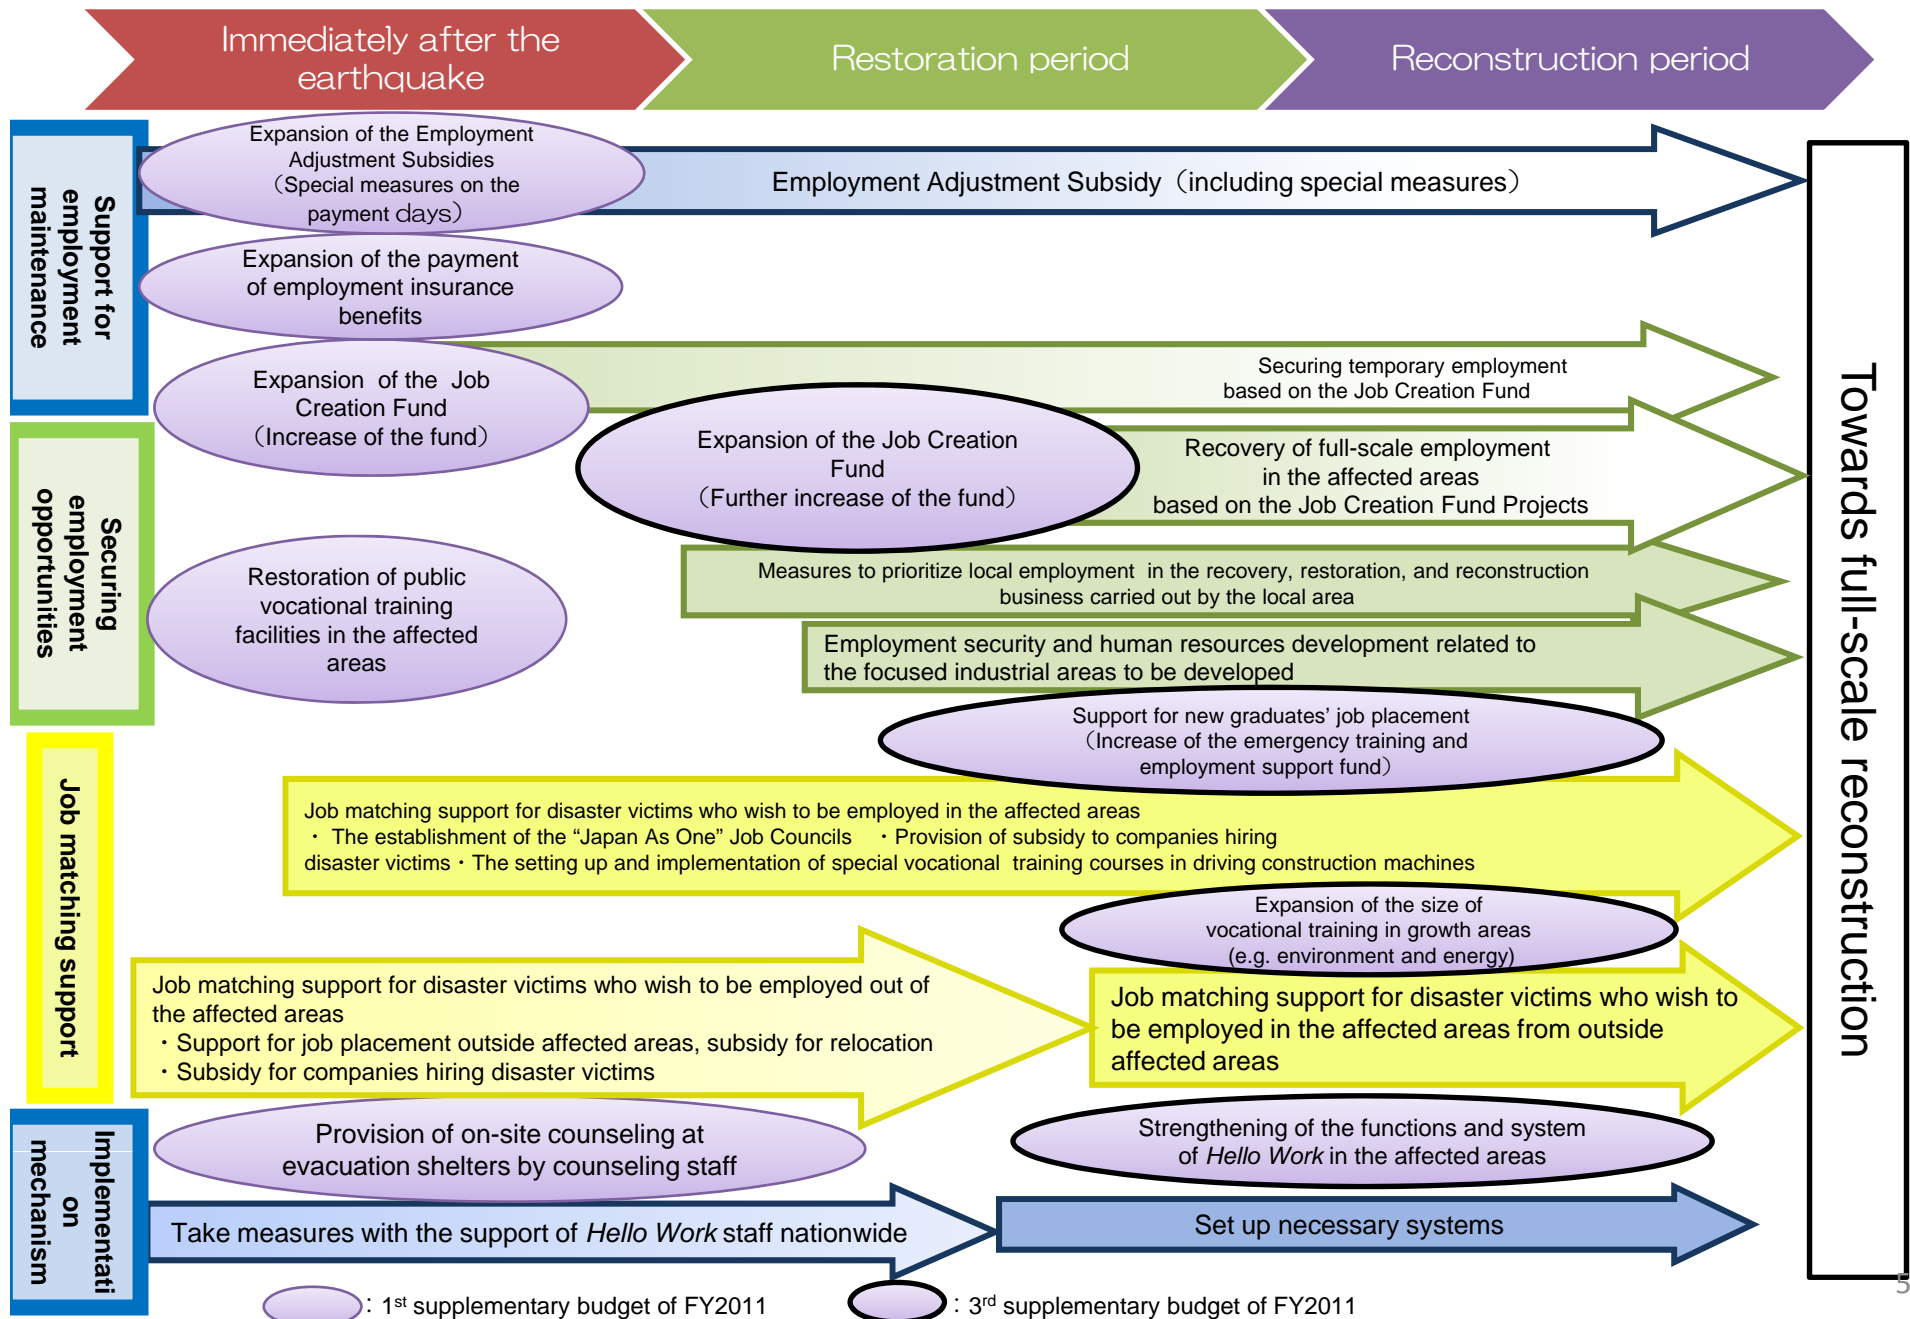 Immediately after the
earthquake
Restoration period
Reconstruction period
Support for
employment
maintenance
Expansion of the Employment
Adjustment Subsidies
（Special measures on the
payment days）
Employment Adjustment Subsidy（including special measures）
Expansion of the payment
of employment insurance
benefits
Expansion of the Job
Creation Fund
（Increase of the fund）
Securing temporary employment
based on the Job Creation Fund
Securing
employment
opportunities
Expansion of the Job Creation
Fund
（Further increase of the fund）
Recovery of full-scale employment
in the affected areas
based on the Job Creation Fund Projects
Restoration of public
vocational training
facilities in the affected
areas
Measures to prioritize local employment in the recovery, restoration, and reconstruction
business carried out by the local area
Employment security and human resources development related to
the focused industrial areas to be developed
Support for new graduates’ job placement
（Increase of the emergency training and
employment support fund）
Job matching support
Job matching support for disaster victims who wish to be employed in the affected areas
・ The establishment of the “Japan As One” Job Councils ・Provision of subsidy to companies hiring
disaster victims・The setting up and implementation of special vocational training courses in driving construction machines
Expansion of the size of
vocational training in growth areas
(e.g. environment and energy)
Job matching support for disaster victims who wish to be employed out of
the affected areas
・Support for job placement outside affected areas, subsidy for relocation
・Subsidy for companies hiring disaster victims
Job matching support for disaster victims who wish to
be employed in the affected areas from outside
affected areas
Implementati
on
mechanism
Provision of on-site counseling at
evacuation shelters by counseling staff
Strengthening of the functions and system
of Hello Work in the affected areas
Take measures with the support of Hello Work staff nationwide
Set up necessary systems
Towards full-scale reconstruction
：1st supplementary budget of FY2011
：3rd supplementary budget of FY2011
5